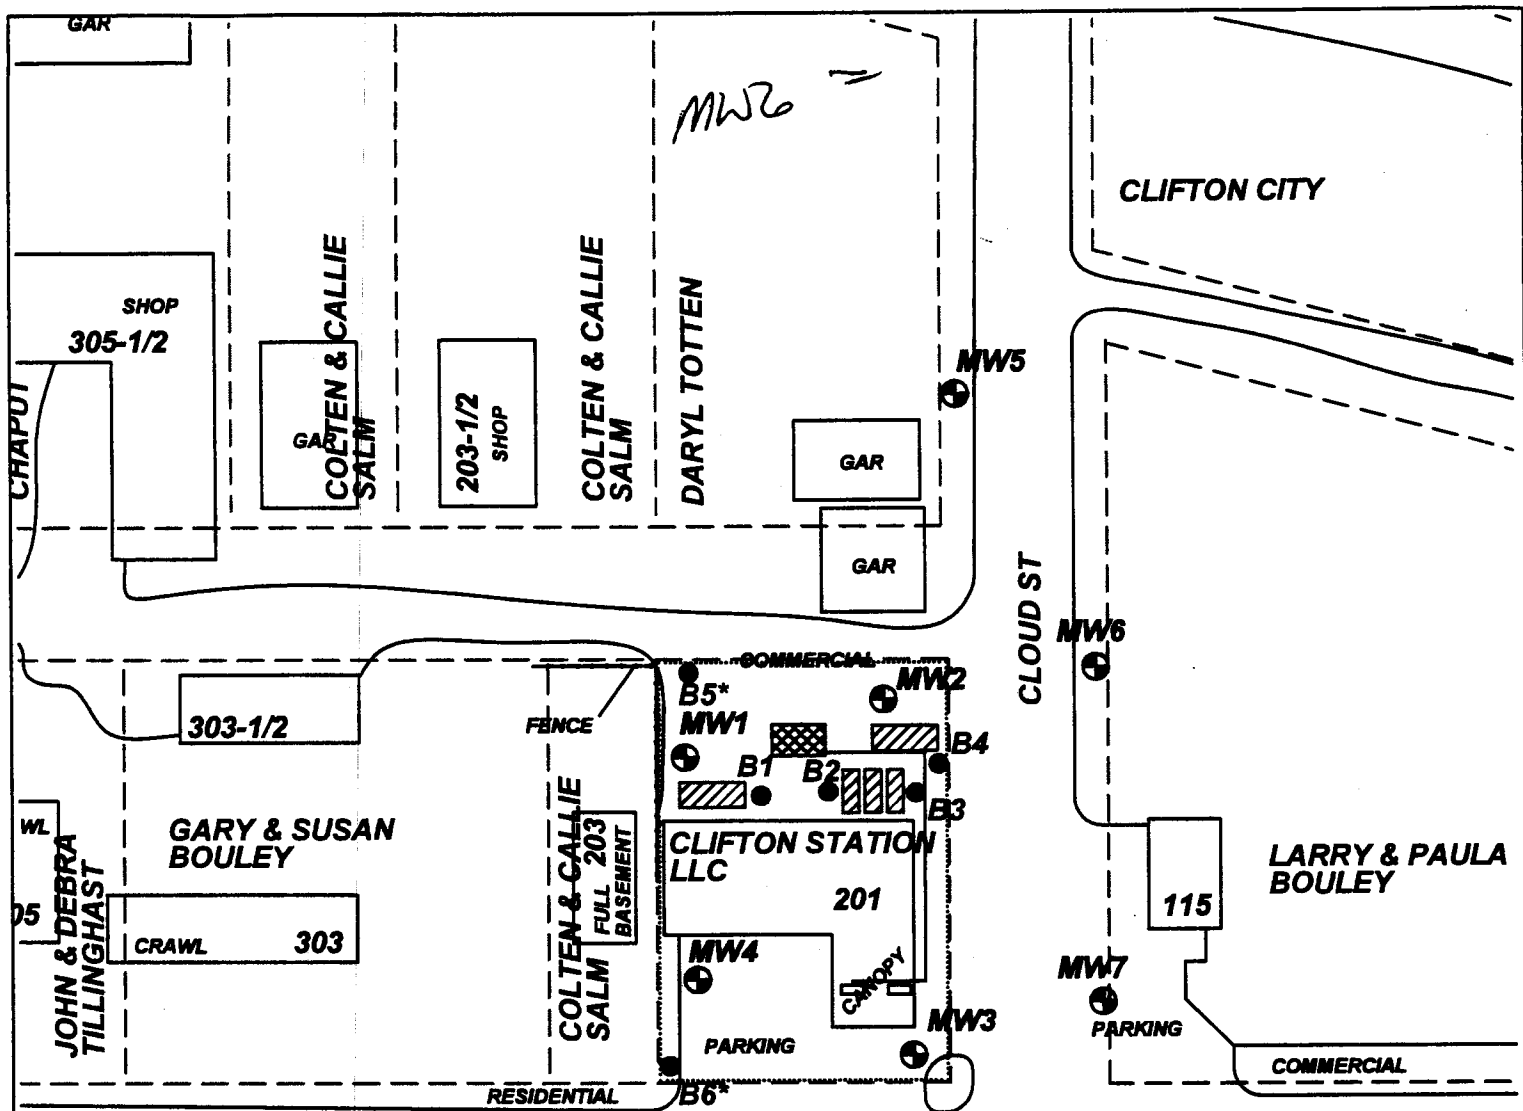 GAR
MW6
CLIFTON CITY
SHOP
305-1/2
CHAPUT
GAR
COLTEN & CALLIE
SALM
203-1/2
SHOP
COLTEN & CALLIE
SALM
DARYL TOTTEN
MW5
GAR
GAR
CLOUD ST
MW6
COMMERCIAL
B5*
MW2
FENCE
MW1
303-1/2
B1
B2
B4
B3
WL
GARY & SUSAN
BOULEY
JOHN & DEBRA
TILLINGHAST
COLTEN & CALLIE
SALM
FULL 203
BASEMENT
CLIFTON STATION
LLC
201
LARRY & PAULA
BOULEY
115
05
CRAWL
303
MW4
CANOPY
MW7
MW3
PARKING
PARKING
COMMERCIAL
RESIDENTIAL
B6*